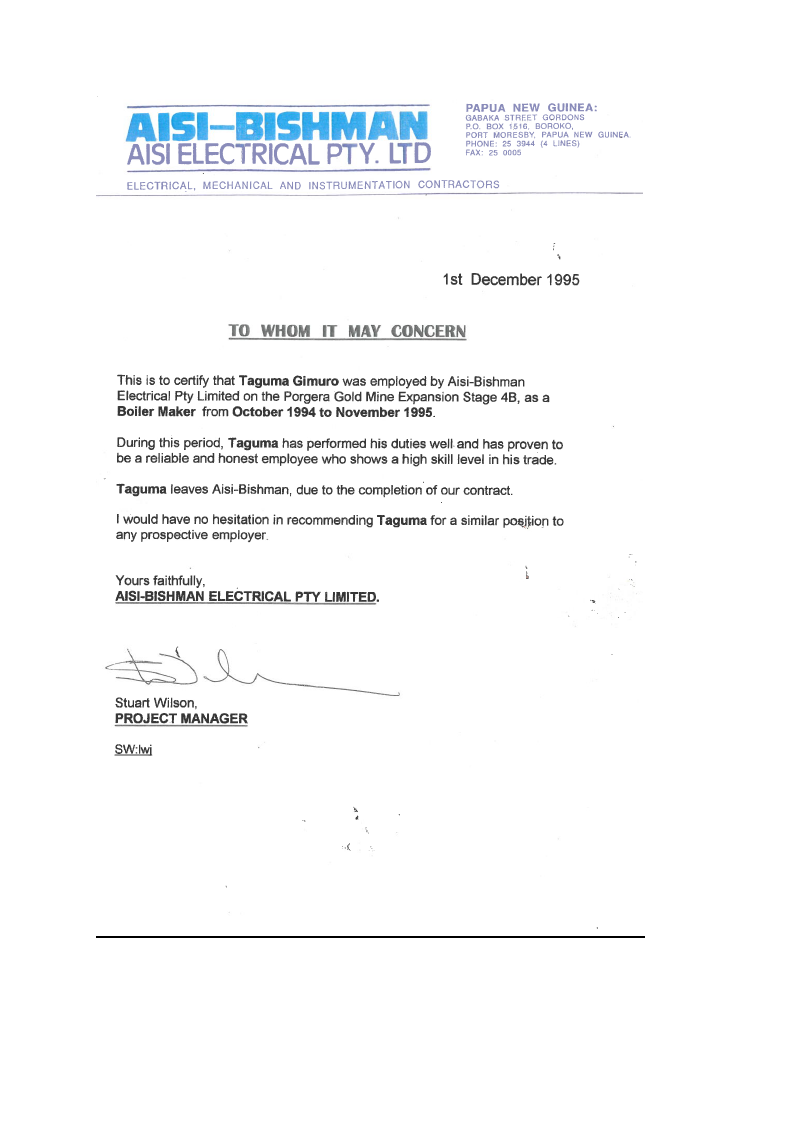 AISI-BISHMAN
AISI ELECTRICAL PTY. LTD
ELECTRICAL, MECHANICAL AND INSTRUMENTATION CONTRACTORS
PAPUA NEW GUINEA:
GABAKA STREET GORDONS
P.O. BOX 1516, BOROKO,
PORT MORESBY, PAPUA NEW GUINEA.
PHONE: 25 3944 (4 LINES)
FAX: 25 0005
1st December 1995
TO WHOM IT MAY CONCERN
This is to certify that Taguma Gimuro was employed by Aisi-Bishman
Electrical Pty Limited on the Porgera Gold Mine Expansion Stage 4B, as a
Boiler Maker from October 1994 to November 1995.
During this period, Taguma has performed his duties well and has proven to
be a reliable and honest employee who shows a high skill level in his trade.
Taguma leaves Aisi-Bishman, due to the completion of our contract.
I would have no hesitation in recommending Taguma for a similar position to
any prospective employer.
Yours faithfully,
AISI-BISHMAN ELECTRICAL PTY LIMITED.
Stuart Wilson,
PROJECT MANAGER
SW:lwj